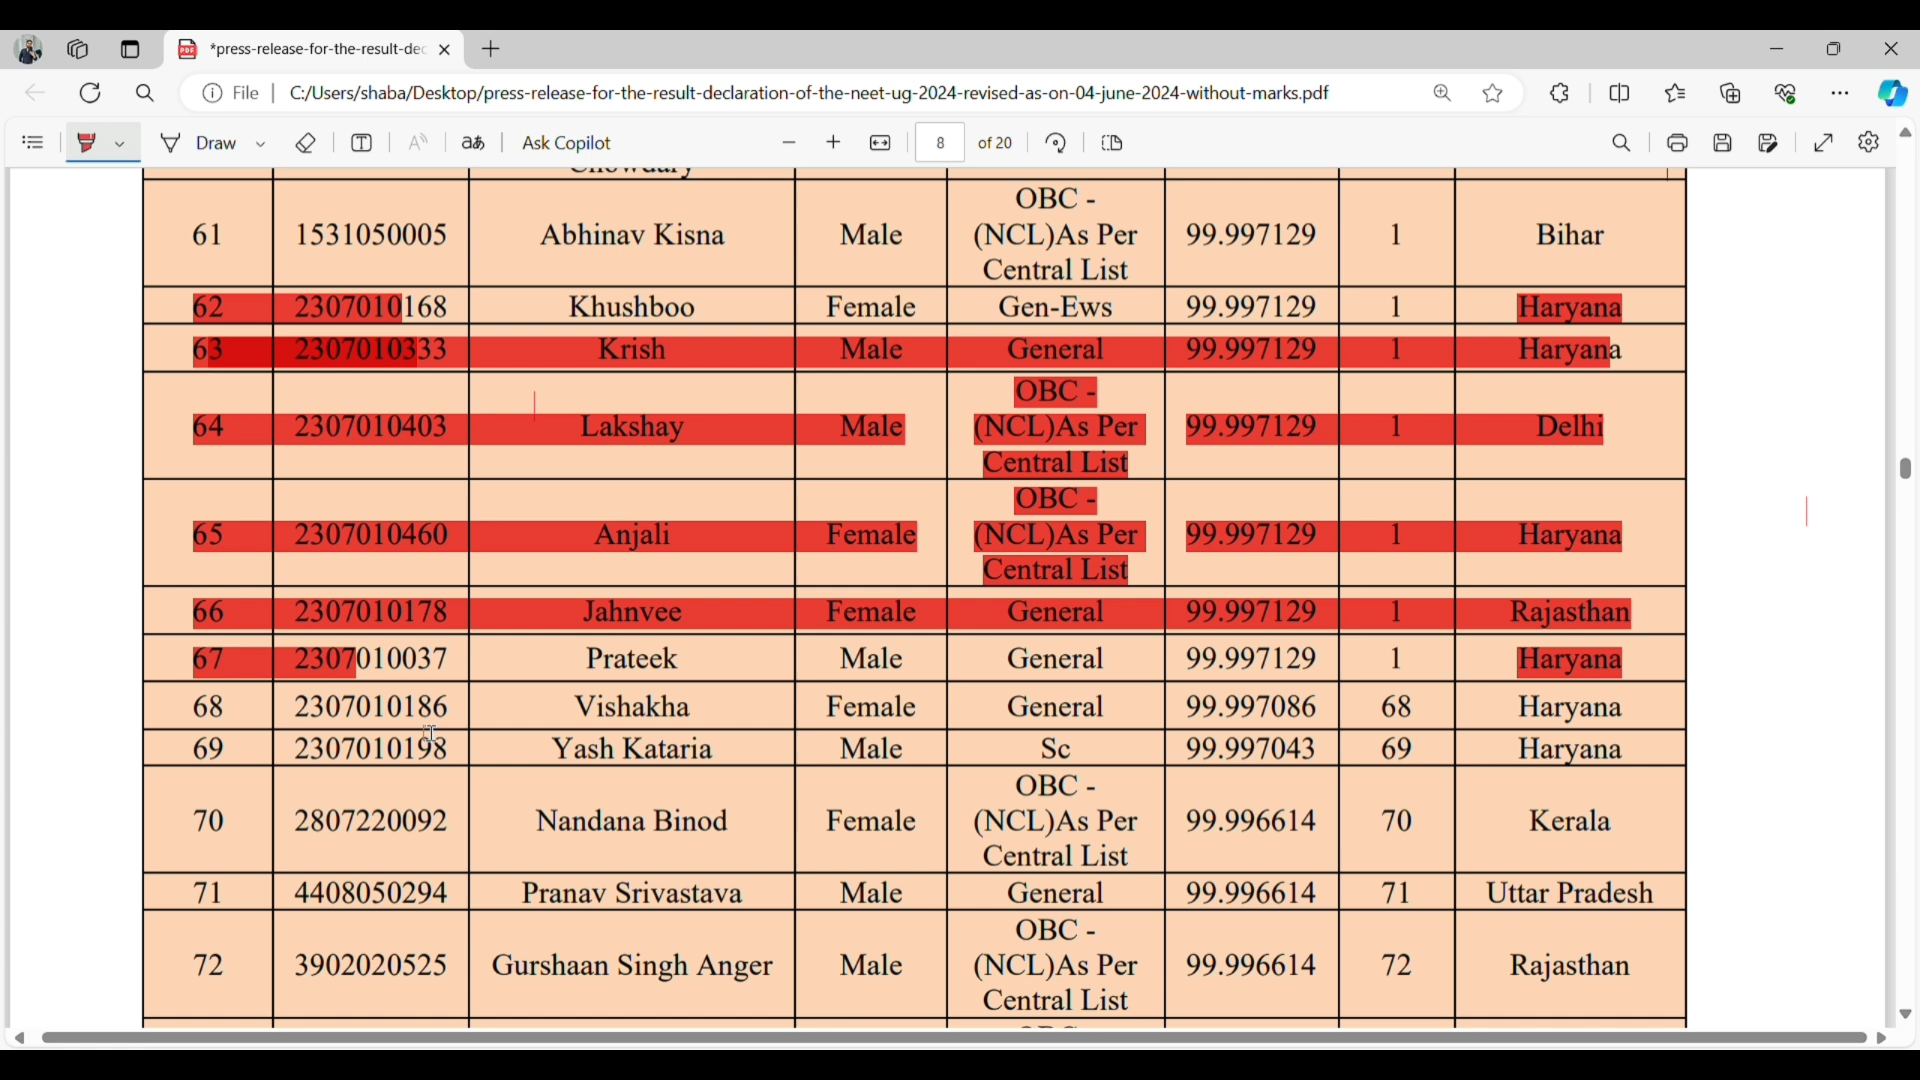 *press-release-for-the-result-dec
File
C:/Users/shaba/Desktop/press-release-for-the-result-declaration-of-the-neet-ug-2024-revised-as-on-04-june-2024-without-marks.pdf
Draw
Ask Copilot
8 of 20
Chowdary
61 1531050005 Abhinav Kisna Male OBC - (NCL)As Per Central List 99.997129 1 Bihar
62 2307010168 Khushboo Female Gen-Ews 99.997129 1 Haryana
63 2307010333 Krish Male General 99.997129 1 Haryana
64 2307010403 Lakshay Male OBC - (NCL)As Per Central List 99.997129 1 Delhi
65 2307010460 Anjali Female OBC - (NCL)As Per Central List 99.997129 1 Haryana
66 2307010178 Jahnvee Female General 99.997129 1 Rajasthan
67 2307010037 Prateek Male General 99.997129 1 Haryana
68 2307010186 Vishakha Female General 99.997086 68 Haryana
69 2307010198 Yash Kataria Male Sc 99.997043 69 Haryana
70 2807220092 Nandana Binod Female OBC - (NCL)As Per Central List 99.996614 70 Kerala
71 4408050294 Pranav Srivastava Male General 99.996614 71 Uttar Pradesh
72 3902020525 Gurshaan Singh Anger Male OBC - (NCL)As Per Central List 99.996614 72 Rajasthan